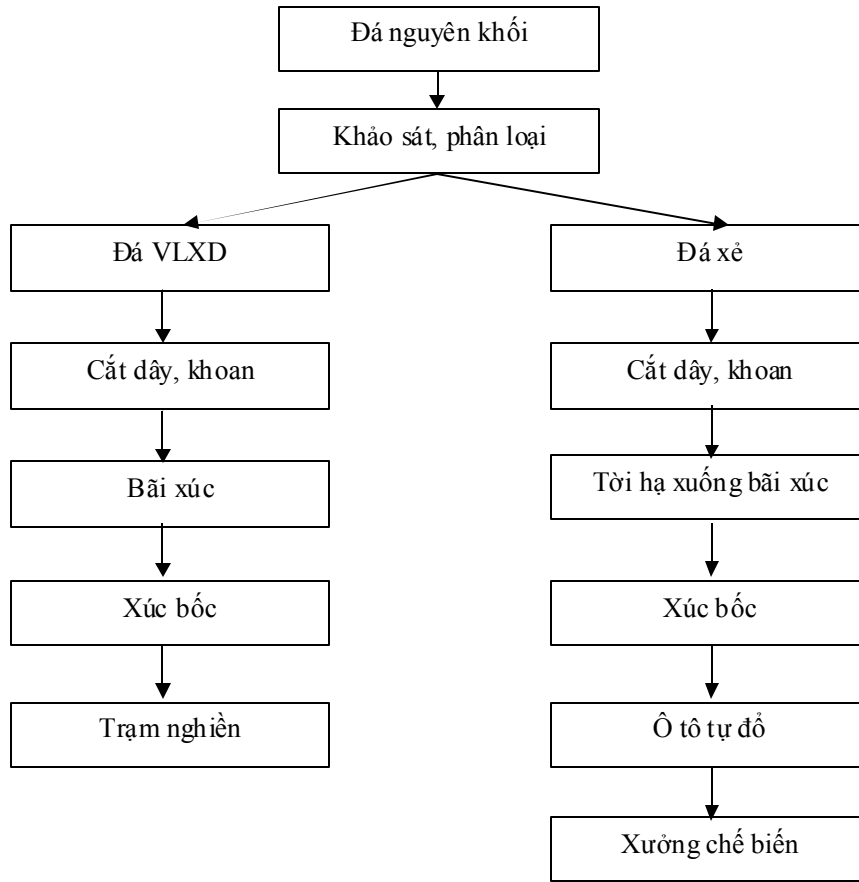 Đá nguyên khối
Khảo sát, phân loại
Đá VLXD
Cắt dây, khoan
Bãi xúc
Xúc bốc
Trạm nghiền
Đá xẻ
Cắt dây, khoan
Tời hạ xuống bãi xúc
Xúc bốc
Ô tô tự đổ
Xưởng chế biến